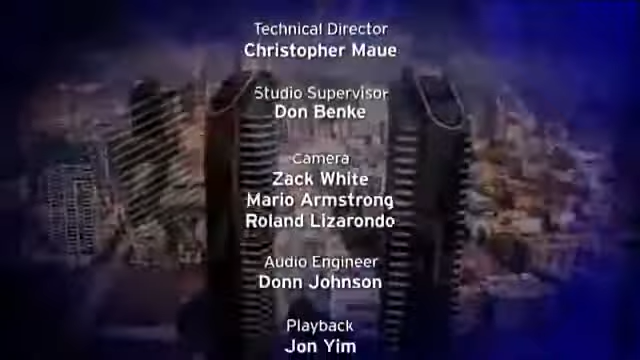 Technical Director
Christopher Maue
Studio Supervisor
Don Benke
Camera
Zack White
Mario Armstrong
Roland Lizarondo
Audio Engineer
Donn Johnson
Playback
Jon Yim